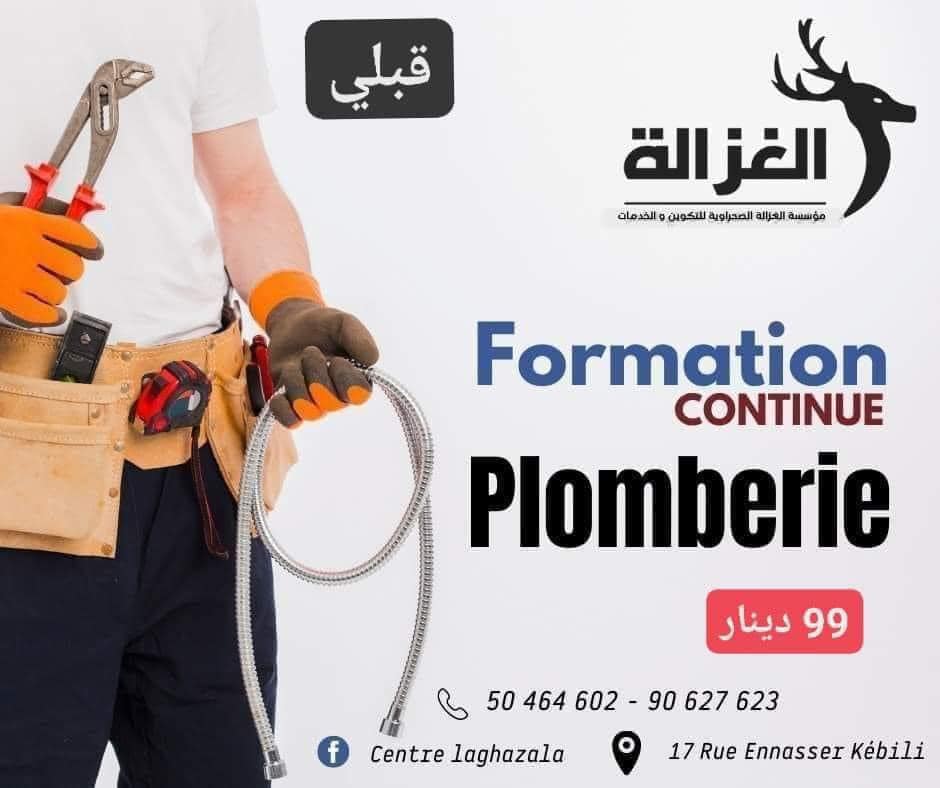 قبلي
الغزالة
مؤسسة الغزالة الصحراوية للتكوين و الخدمات
Formation
CONTINUE
Plomberie
99 دينار
50 464 602 - 90 627 623
Centre laghazala
17 Rue Ennasser Kébili